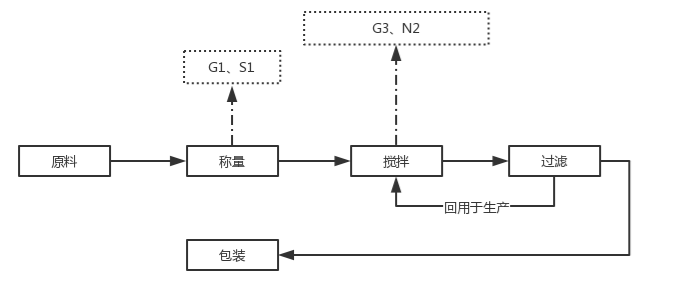 G3、N2
G1、S1
原料
称量
搅拌
过滤
回用于生产
包装